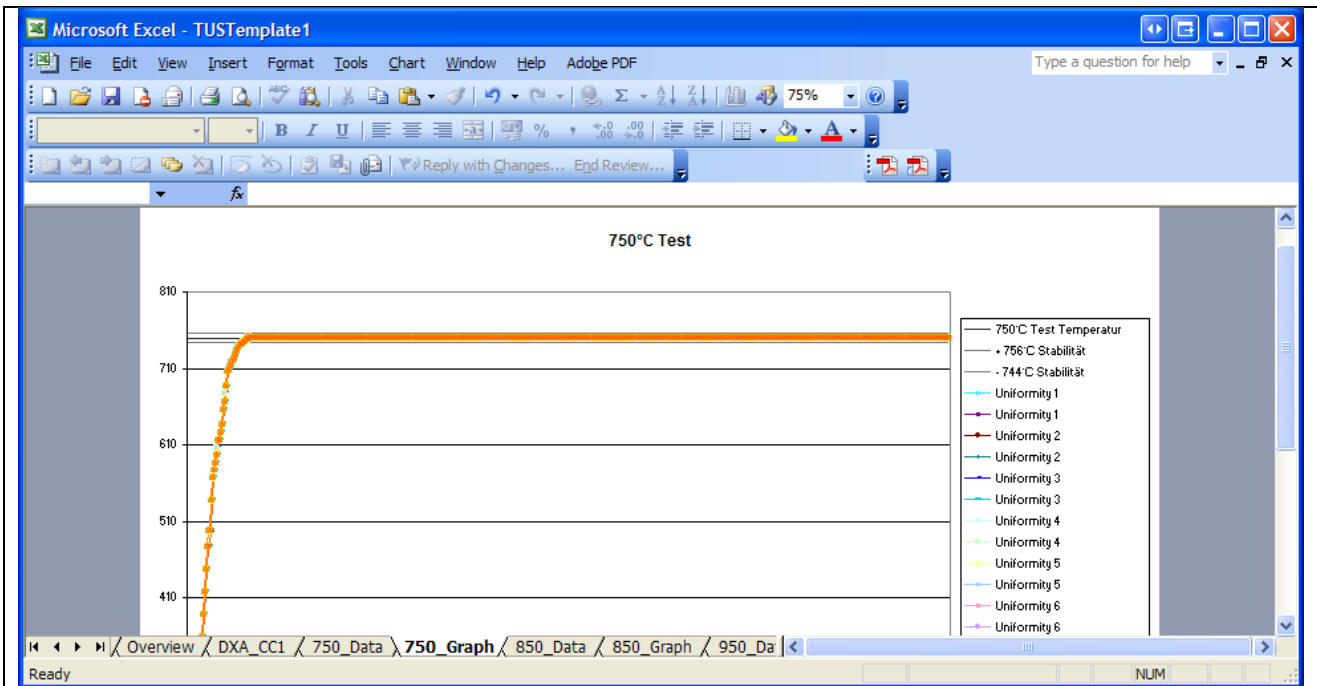 Microsoft Excel - TUSTemplate1
File Edit View Insert Format Tools Chart Window Help Adobe PDF Type a question for help
75%
Reply with Changes... End Review...
fx
750°C Test
810
710
610
510
410
750°C Test Temperatur
+ 756°C Stabilität
- 744°C Stabilität
Uniformity 1
Uniformity 1
Uniformity 2
Uniformity 2
Uniformity 3
Uniformity 3
Uniformity 4
Uniformity 4
Uniformity 5
Uniformity 5
Uniformity 6
Uniformity 6
Overview / DXA_CC1 / 750_Data \ 750_Graph / 850_Data / 850_Graph / 950_Da
Ready NUM